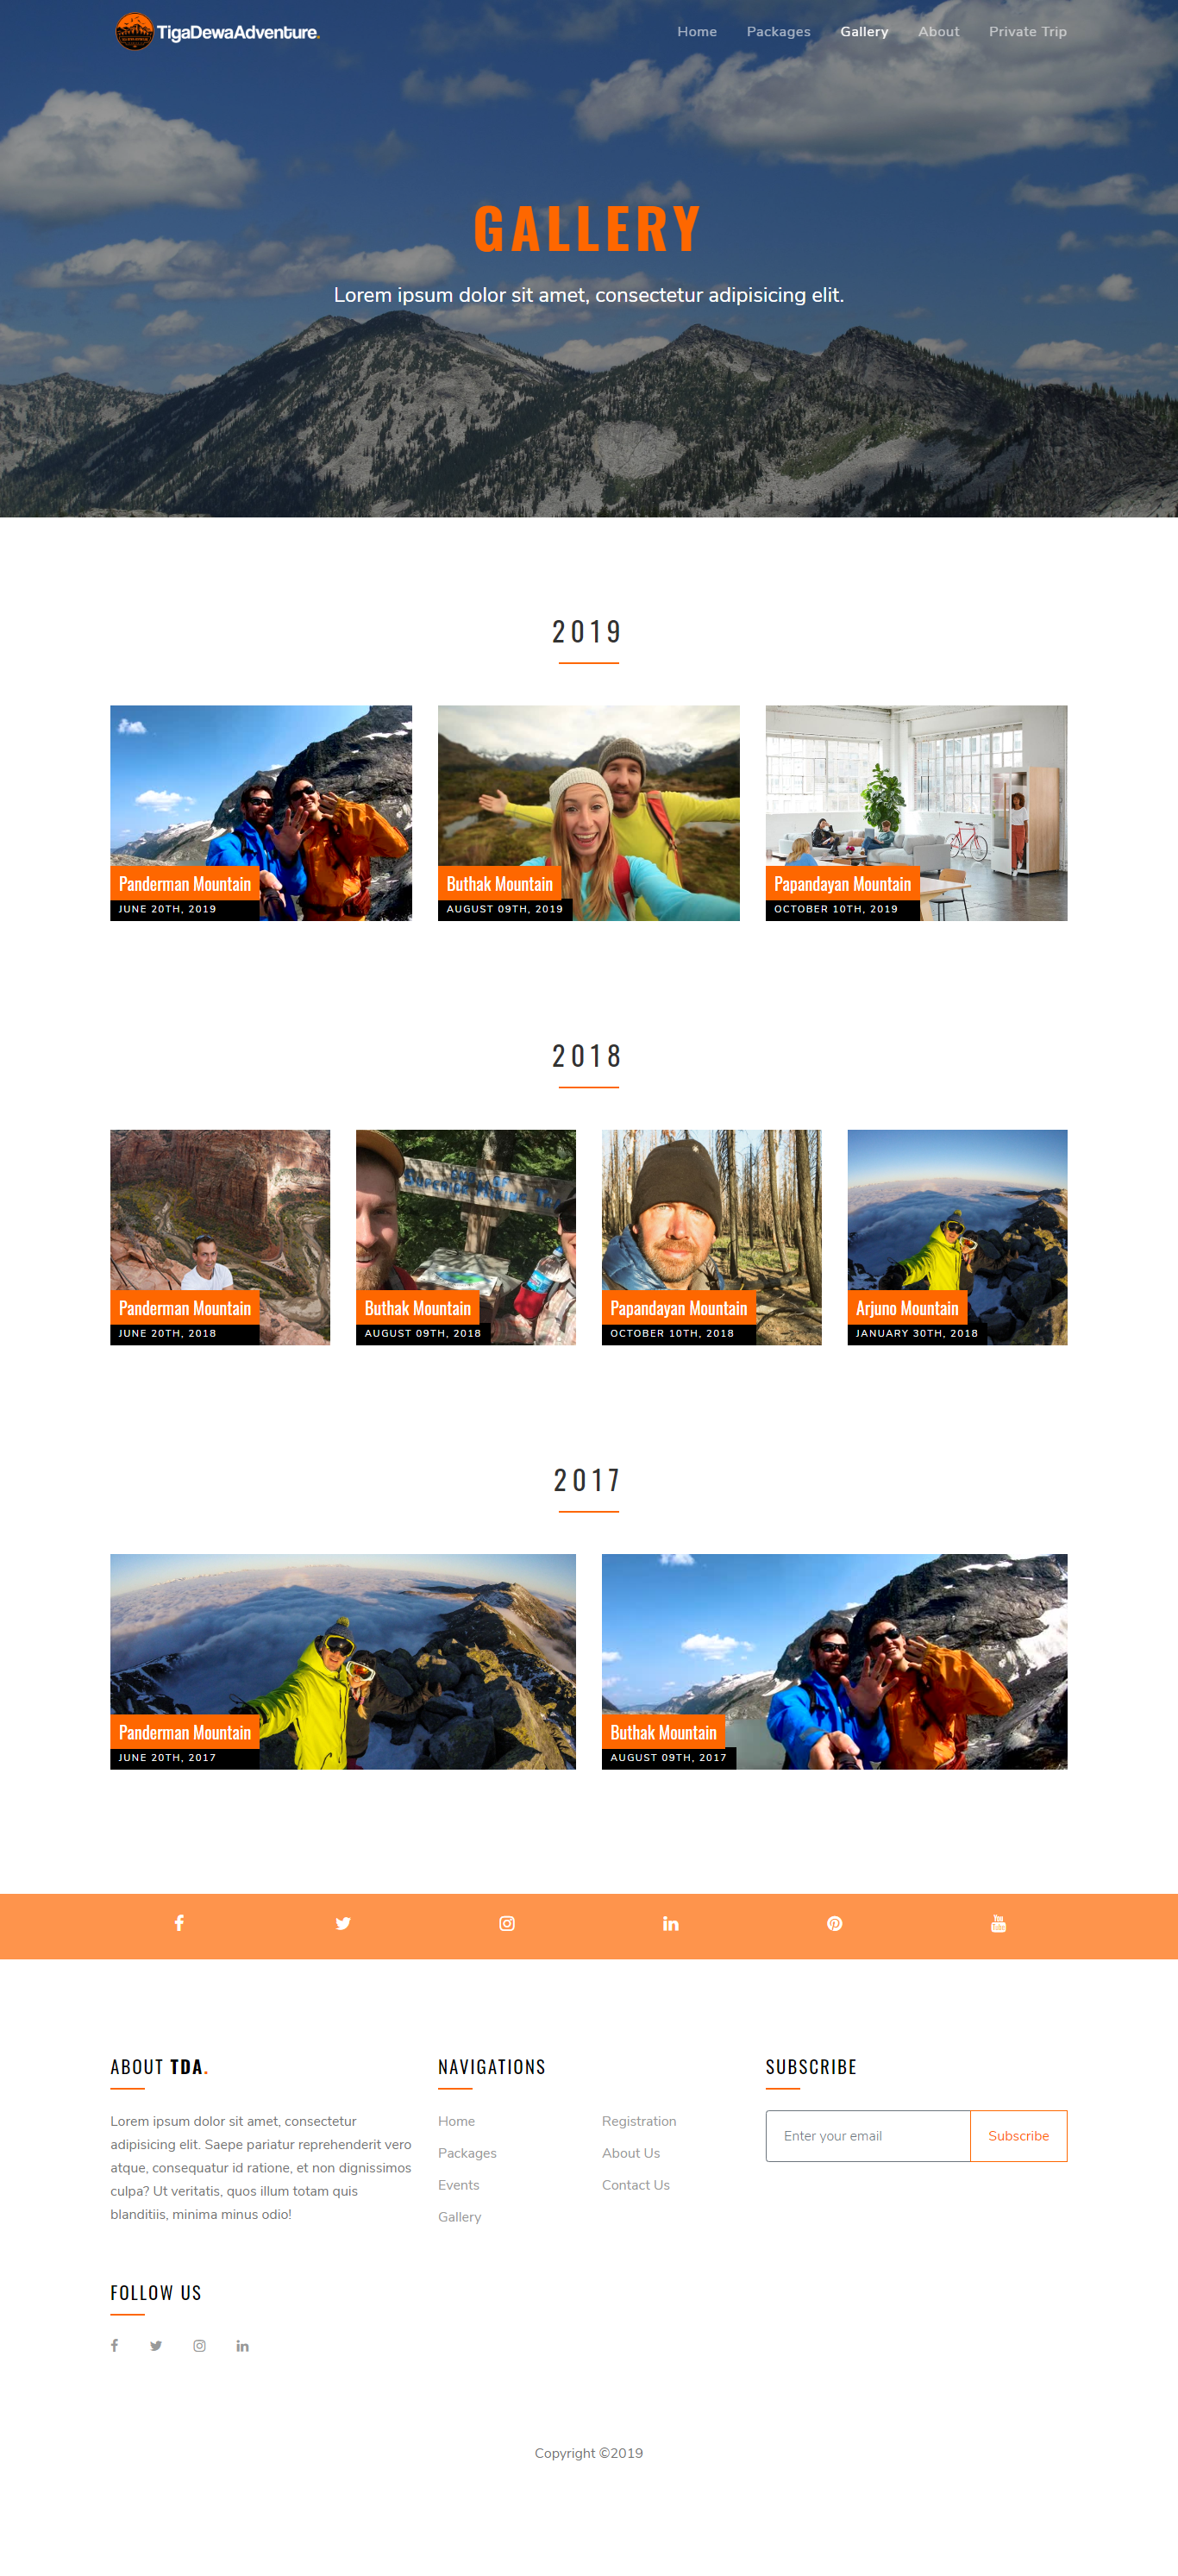 TigaDewaAdventure.
Home Packages Gallery About Private Trip
GALLERY
Lorem ipsum dolor sit amet, consectetur adipisicing elit.
2019
Panderman Mountain
JUNE 20TH, 2019
Buthak Mountain
AUGUST 09TH, 2019
Papandayan Mountain
OCTOBER 10TH, 2019
2018
Panderman Mountain
JUNE 20TH, 2018
Buthak Mountain
AUGUST 09TH, 2018
Papandayan Mountain
OCTOBER 10TH, 2018
Arjuno Mountain
JANUARY 30TH, 2018
2017
Panderman Mountain
JUNE 20TH, 2017
Buthak Mountain
AUGUST 09TH, 2017
ABOUT TDA.
Lorem ipsum dolor sit amet, consectetur
adipisicing elit. Saepe pariatur reprehenderit vero
atque, consequatur id ratione, et non dignissimos
culpa? Ut veritatis, quos illum totam quis
blanditiis, minima minus odio!
NAVIGATIONS
Home
Packages
Events
Gallery
Registration
About Us
Contact Us
SUBSCRIBE
Enter your email
Subscribe
FOLLOW US
Copyright ©2019